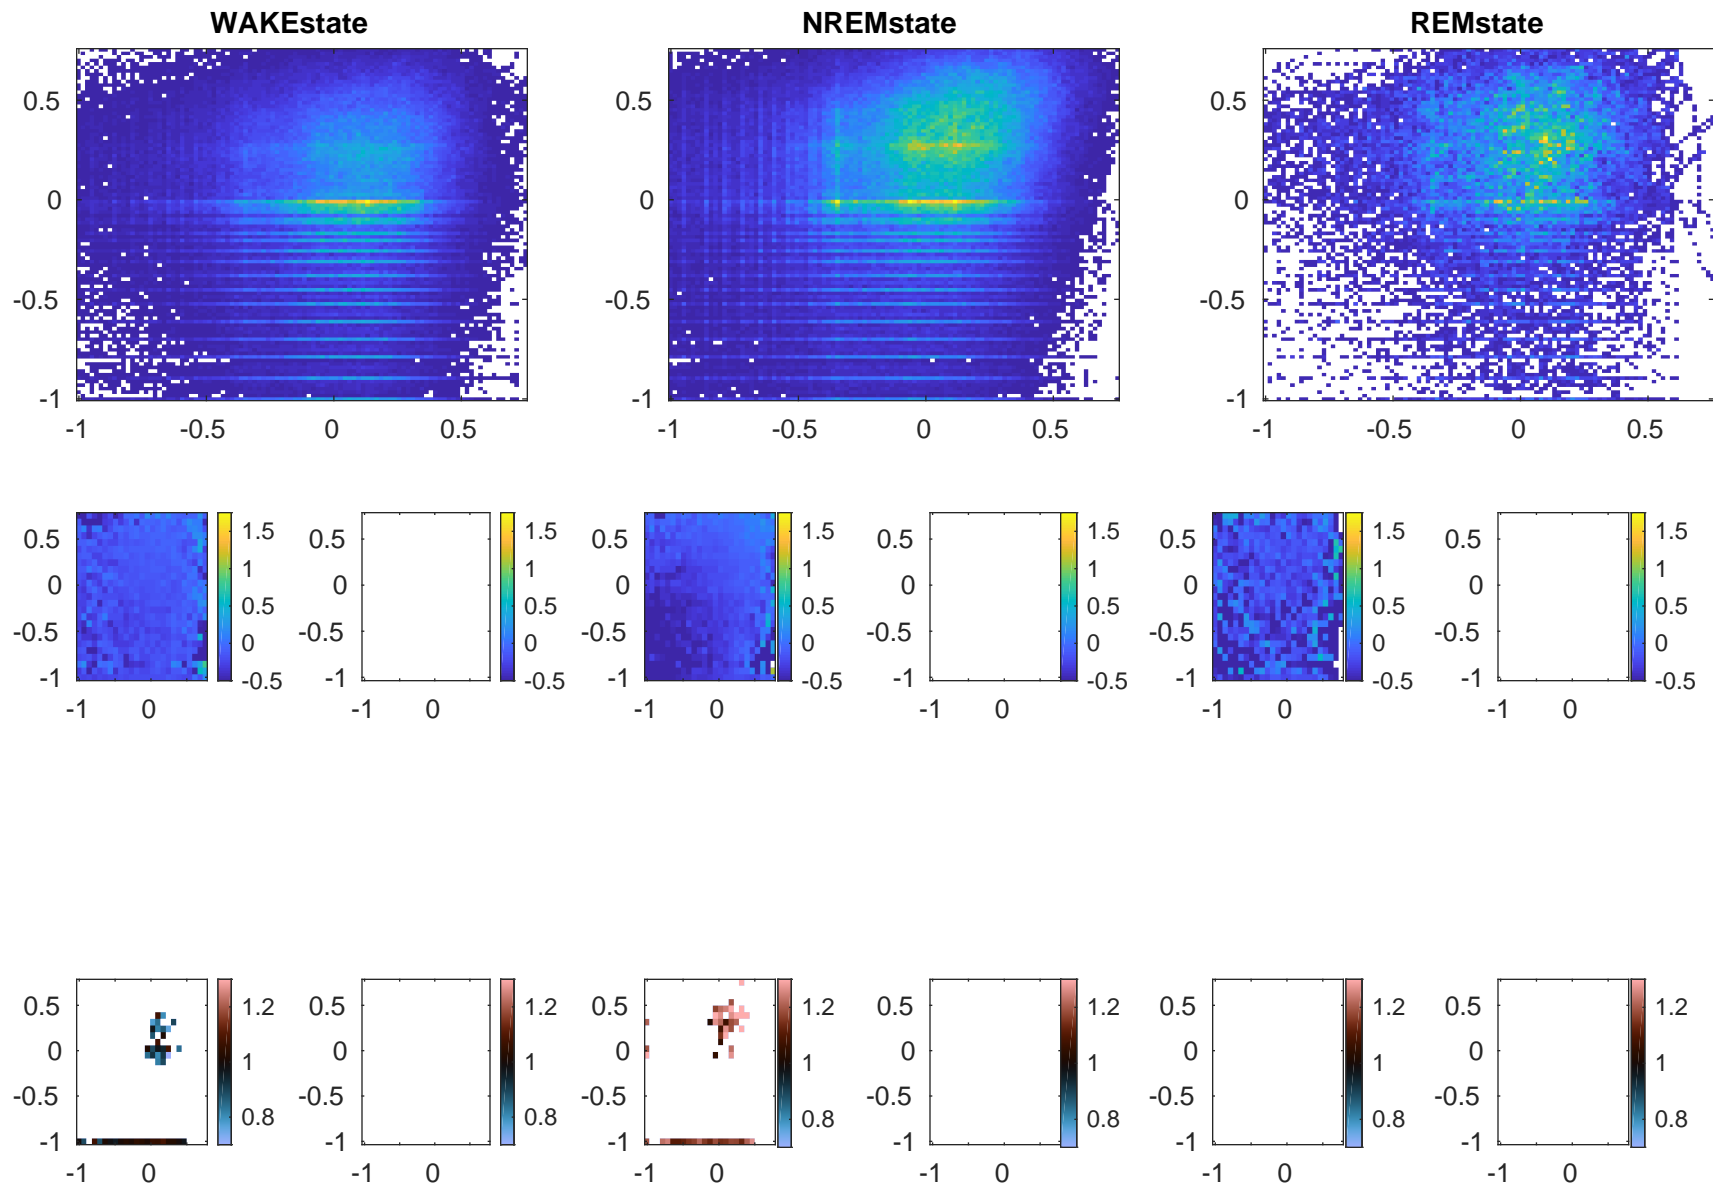 WAKEstate NREMstate REMstate
0.5 0.5 0.5
0 0 0
-0.5 -0.5 -0.5
-1 -1 -1
-1 -0.5 0 0.5 -1 -0.5 0 0.5 -1 -0.5 0 0.5
0.5 1.5 0.5 1.5 0.5 1.5 0.5 1.5 0.5 1.5 0.5 1.5
0 1 0 1 0 1 0 1 0 1 0 1
-0.5 0.5 -0.5 0.5 -0.5 0.5 -0.5 0.5 -0.5 0.5 -0.5 0.5
0 0 0 0 0 0
-1 -0.5 -1 -0.5 -1 -0.5 -1 -0.5 -1 -0.5 -1 -0.5
-1 0 -1 0 -1 0 -1 0 -1 0 -1 0
0.5 1.2 0.5 1.2 0.5 1.2 0.5 1.2 0.5 1.2 0.5 1.2
0 1 0 1 0 1 0 1 0 1 0 1
-0.5 0.8 -0.5 0.8 -0.5 0.8 -0.5 0.8 -0.5 0.8 -0.5 0.8
-1 -1 -1 -1 -1 -1
-1 0 -1 0 -1 0 -1 0 -1 0 -1 0